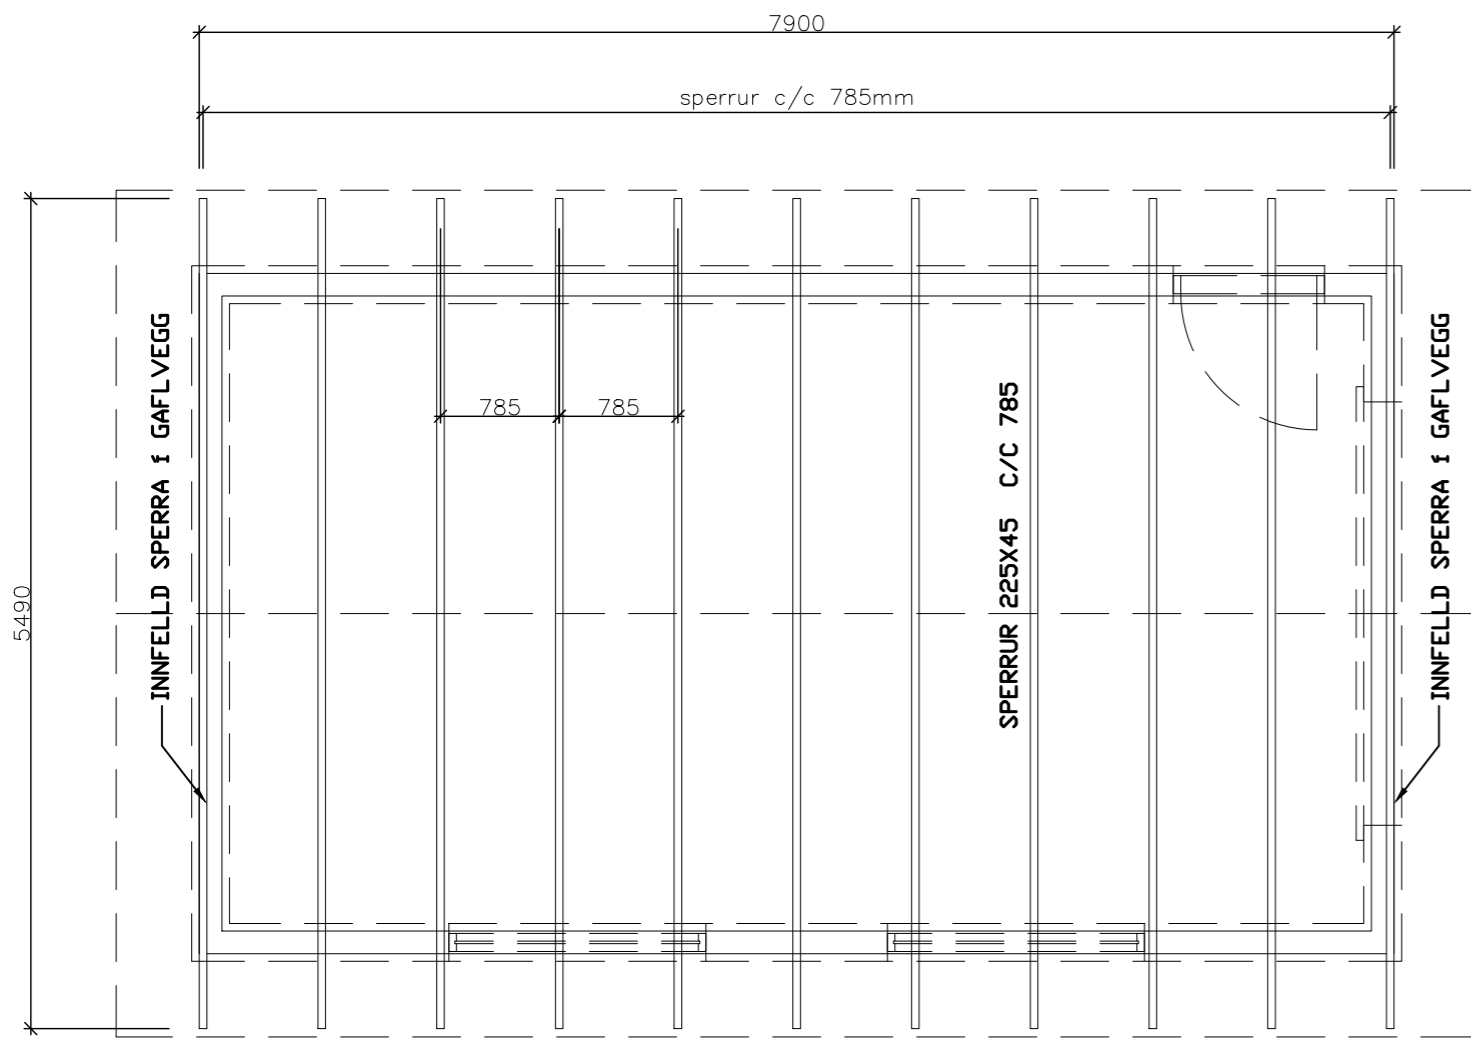 7900
sperrur c/c 785mm
785
785
5490
INNFELLD SPERRA Í GAFLVEGG
SPERRUR 225X45 C/C 785
INNFELLD SPERRA Í GAFLVEGG